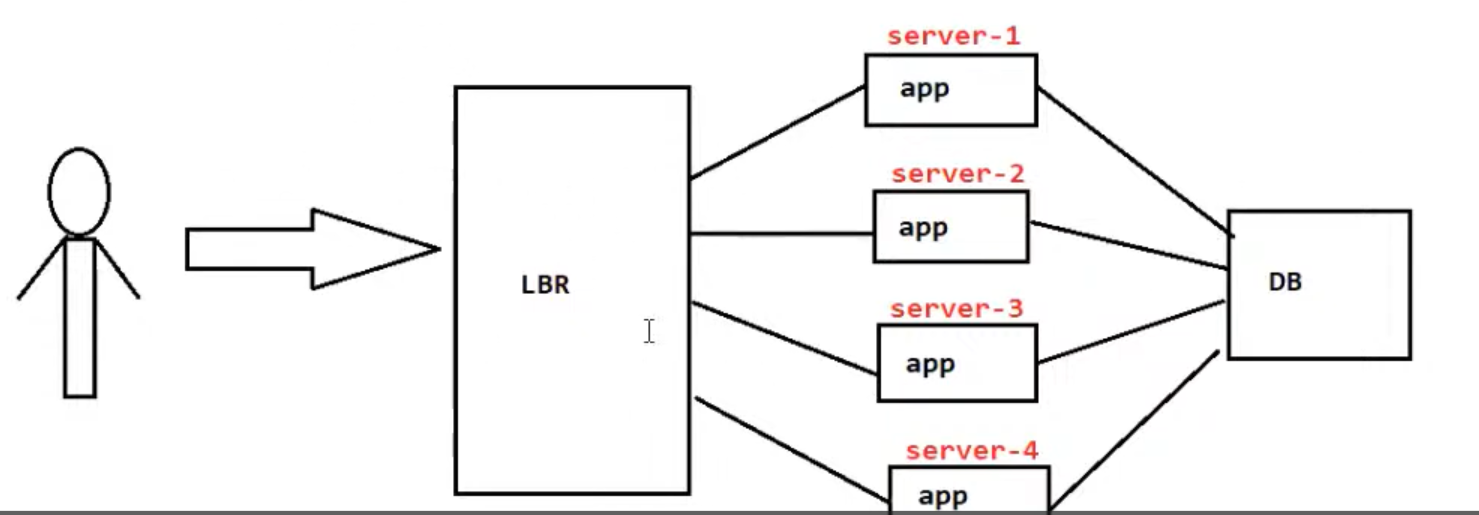 server-1
app
server-2
app
LBR
DB
server-3
app
server-4
app